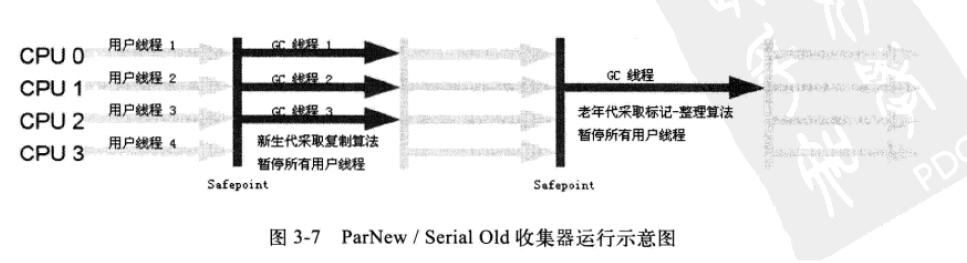 CPU 0
用户线程 1
GC 线程 1
CPU 1
用户线程 2
GC 线程 2
GC 线程
CPU 2
用户线程 3
GC 线程 3
老年代采取标记-整理算法
暂停所有用户线程
CPU 3
用户线程 4
新生代采取复制算法
暂停所有用户线程
Safepoint
Safepoint
PDG
图 3-7 ParNew / Serial Old 收集器运行示意图